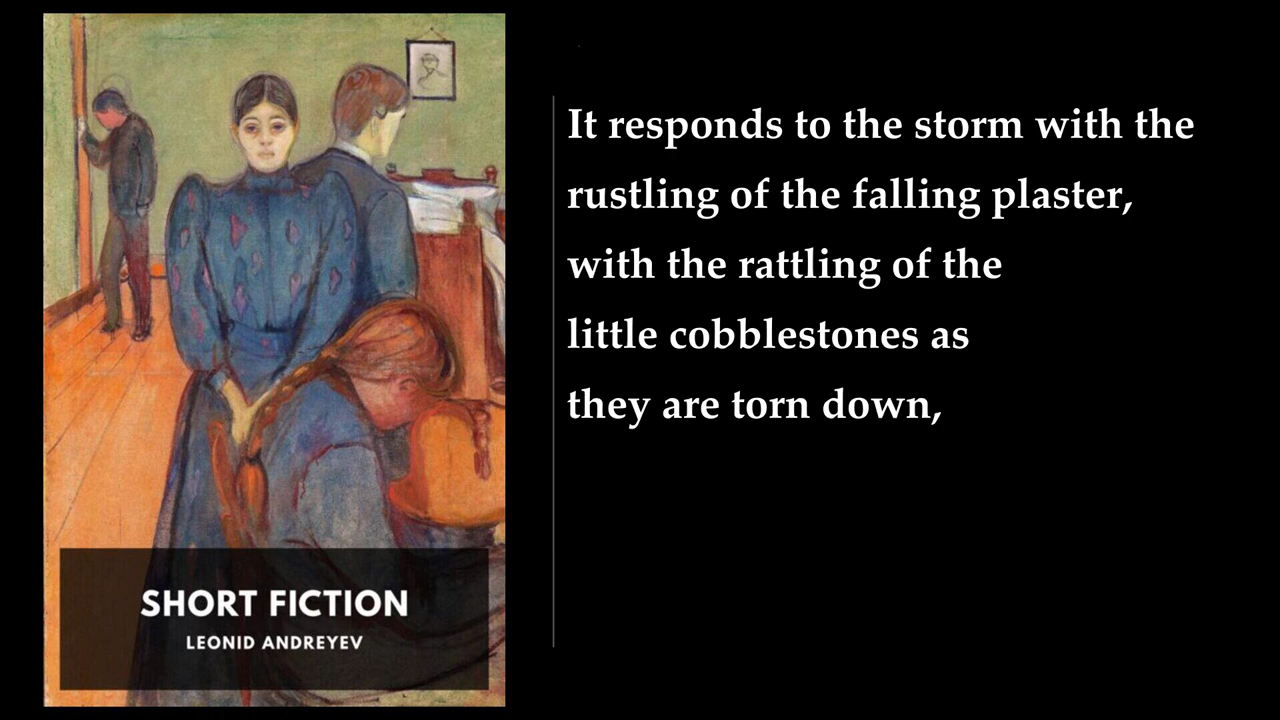 It responds to the storm with the
rustling of the falling plaster,
with the rattling of the
little cobblestones as
they are torn down,
SHORT FICTION
LEONID ANDREYEV